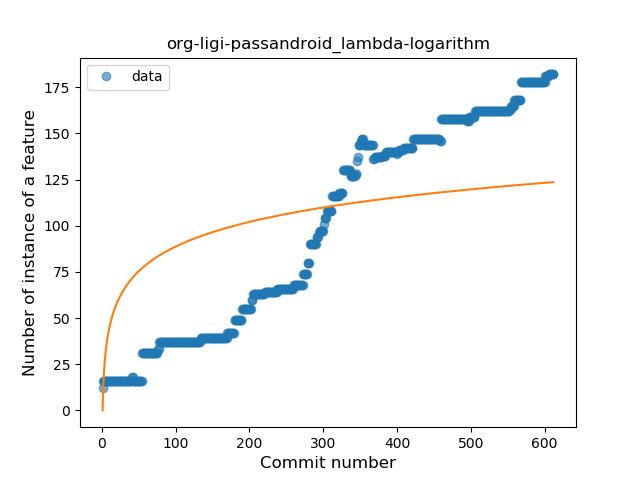 org-ligi-passandroid_lambda-logarithm
data
Number of instance of a feature
175
150
125
100
75
50
25
0
0 100 200 300 400 500 600
Commit number